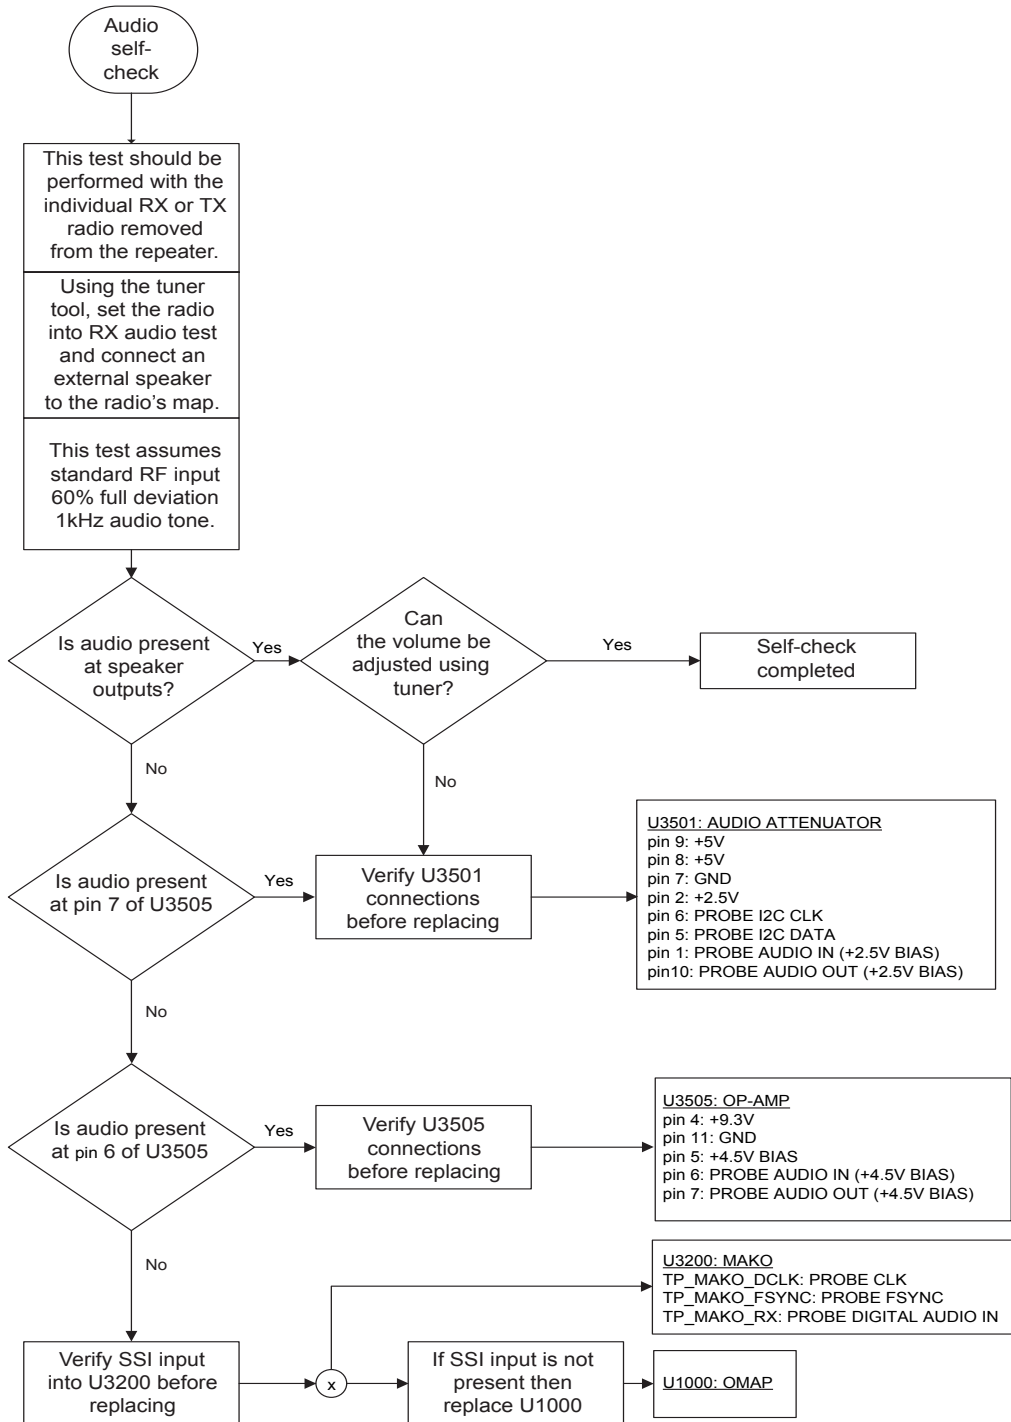 Audio
self-
check
This test should be
performed with the
individual RX or TX
radio removed
from the repeater.
Using the tuner
tool, set the radio
into RX audio test
and connect an
external speaker
to the radio's map.
This test assumes
standard RF input
60% full deviation
1kHz audio tone.
Is audio present
at speaker
outputs?
Yes
Can
the volume be
adjusted using
tuner?
Yes
Self-check
completed
No
No
Is audio present
at pin 7 of U3505
Yes
Verify U3501
connections
before replacing
U3501: AUDIO ATTENUATOR
pin 9: +5V
pin 8: +5V
pin 7: GND
pin 2: +2.5V
pin 6: PROBE I2C CLK
pin 5: PROBE I2C DATA
pin 1: PROBE AUDIO IN (+2.5V BIAS)
pin10: PROBE AUDIO OUT (+2.5V BIAS)
No
Is audio present
at pin 6 of U3505
Yes
Verify U3505
connections
before replacing
U3505: OP-AMP
pin 4: +9.3V
pin 11: GND
pin 5: +4.5V BIAS
pin 6: PROBE AUDIO IN (+4.5V BIAS)
pin 7: PROBE AUDIO OUT (+4.5V BIAS)
No
U3200: MAKO
TP_MAKO_DCLK: PROBE CLK
TP_MAKO_FSYNC: PROBE FSYNC
TP_MAKO_RX: PROBE DIGITAL AUDIO IN
Verify SSI input
into U3200 before
replacing
x
If SSI input is not
present then
replace U1000
U1000: OMAP